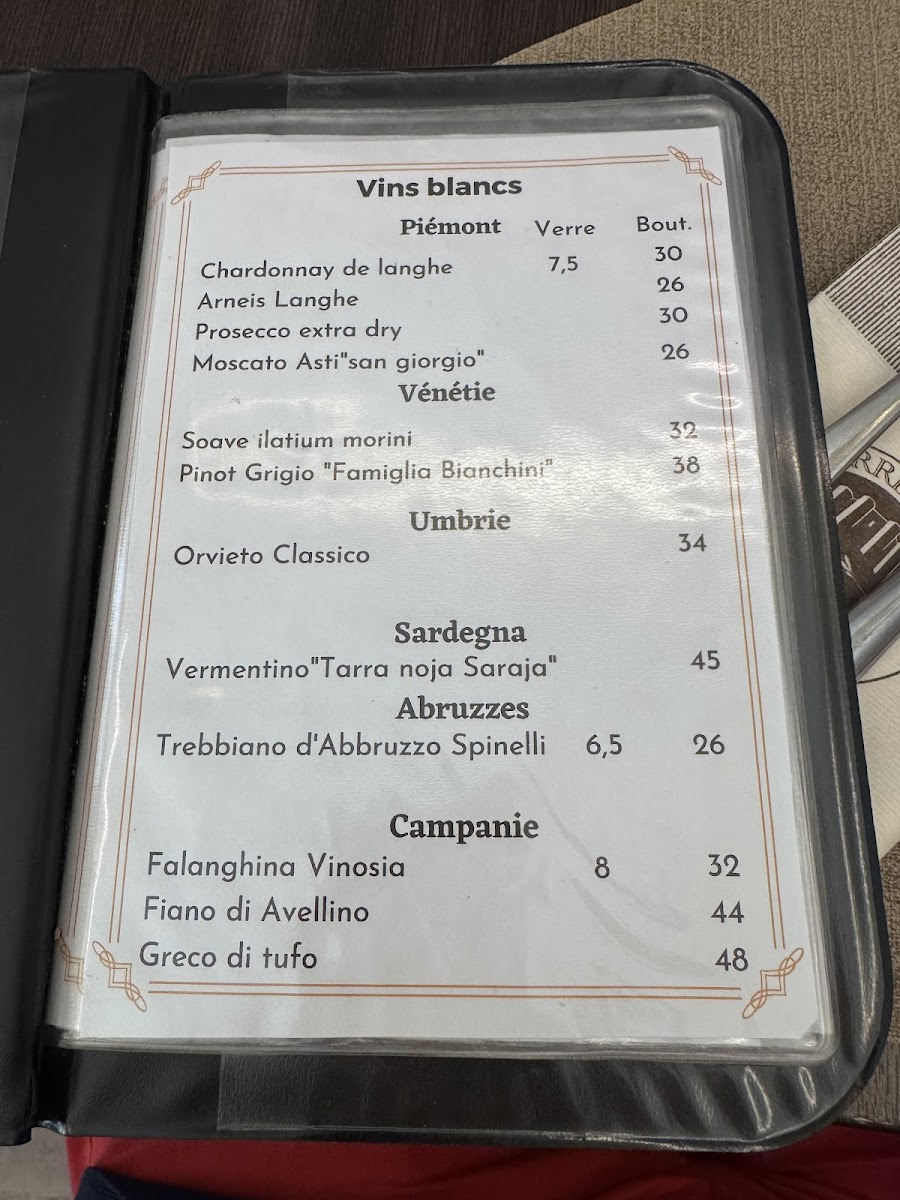 Vins blancs
Piémont Verre Bout.
Chardonnay de langhe 7,5 30
Arneis Langhe 26
Prosecco extra dry 30
Moscato Asti"san giorgio" 26
Vénétie
Soave ilatium morini 32
Pinot Grigio "Famiglia Bianchini" 38
Umbrie
Orvieto Classico 34
Sardegna
Vermentino"Tarra noja Saraja" 45
Abruzzes
Trebbiano d'Abbruzzo Spinelli 6,5 26
Campanie
Falanghina Vinosia 8 32
Fiano di Avellino 44
Greco di tufo 48